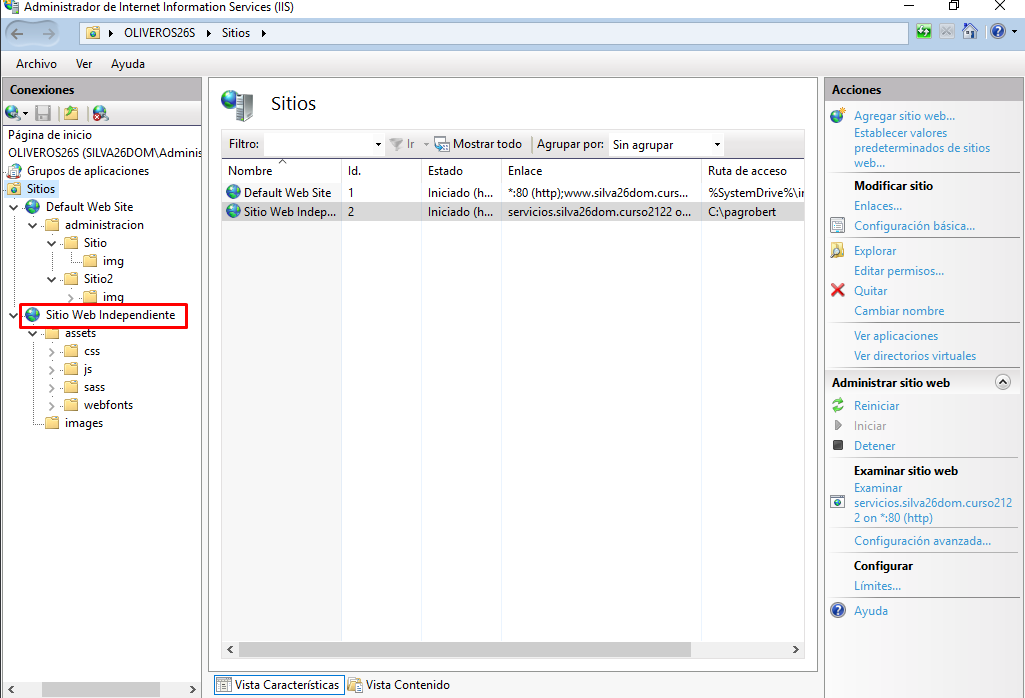 Administrador de Internet Information Services (IIS)
OLIVEROS26S
Sitios
Archivo
Ver
Ayuda
Conexiones
Página de inicio
OLIVEROS26S (SILVA26DOM\Adminis
Grupos de aplicaciones
Sitios
Default Web Site
administracion
Sitio
img
Sitio2
img
Sitio Web Independiente
assets
css
js
sass
webfonts
images
Sitios
Filtro:
Ir
Mostrar todo
Agrupar por:
Sin agrupar
Nombre Id. Estado Enlace Ruta de acceso
Default Web Site 1 Iniciado (h... *:80 (http);www.silva26dom.curs... %SystemDrive%\in
Sitio Web Indep... 2 Iniciado (h... servicios.silva26dom.curso2122 o... C:\pagrobert
Vista Características
Vista Contenido
Acciones
Agregar sitio web...
Establecer valores
predeterminados de sitios
web...
Modificar sitio
Enlaces...
Configuración básica...
Explorar
Editar permisos...
Quitar
Cambiar nombre
Ver aplicaciones
Ver directorios virtuales
Administrar sitio web
Reiniciar
Iniciar
Detener
Examinar sitio web
Examinar
servicios.silva26dom.curso212
2 on *:80 (http)
Configuración avanzada...
Configurar
Límites...
Ayuda